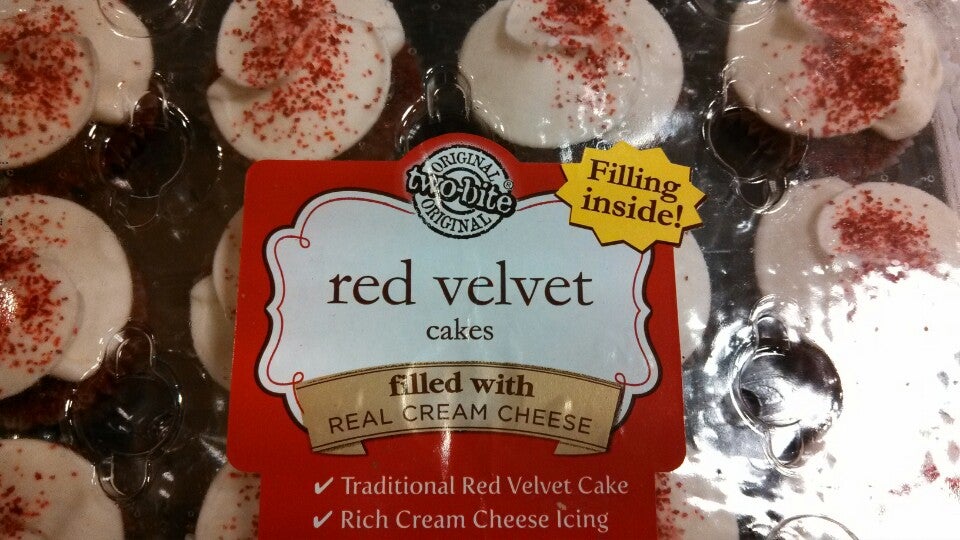 ORIGINAL
two·bite®
ORIGINAL
Filling
inside!
red velvet
cakes
filled with
REAL CREAM CHEESE
✔ Traditional Red Velvet Cake
✔ Rich Cream Cheese Icing